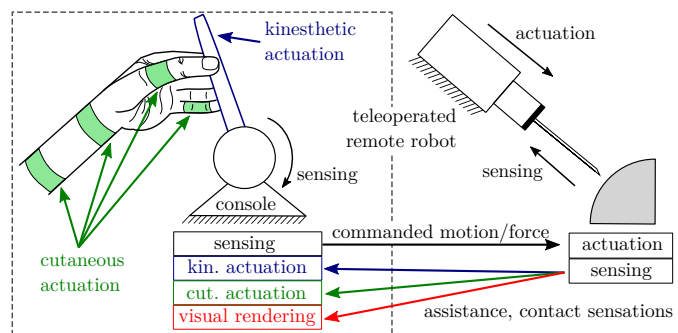 kinesthetic
actuation
actuation
teleoperated
remote robot
sensing
sensing
console
cutaneous
actuation
sensing
kin. actuation
cut. actuation
visual rendering
commanded motion/force
actuation
sensing
assistance, contact sensations